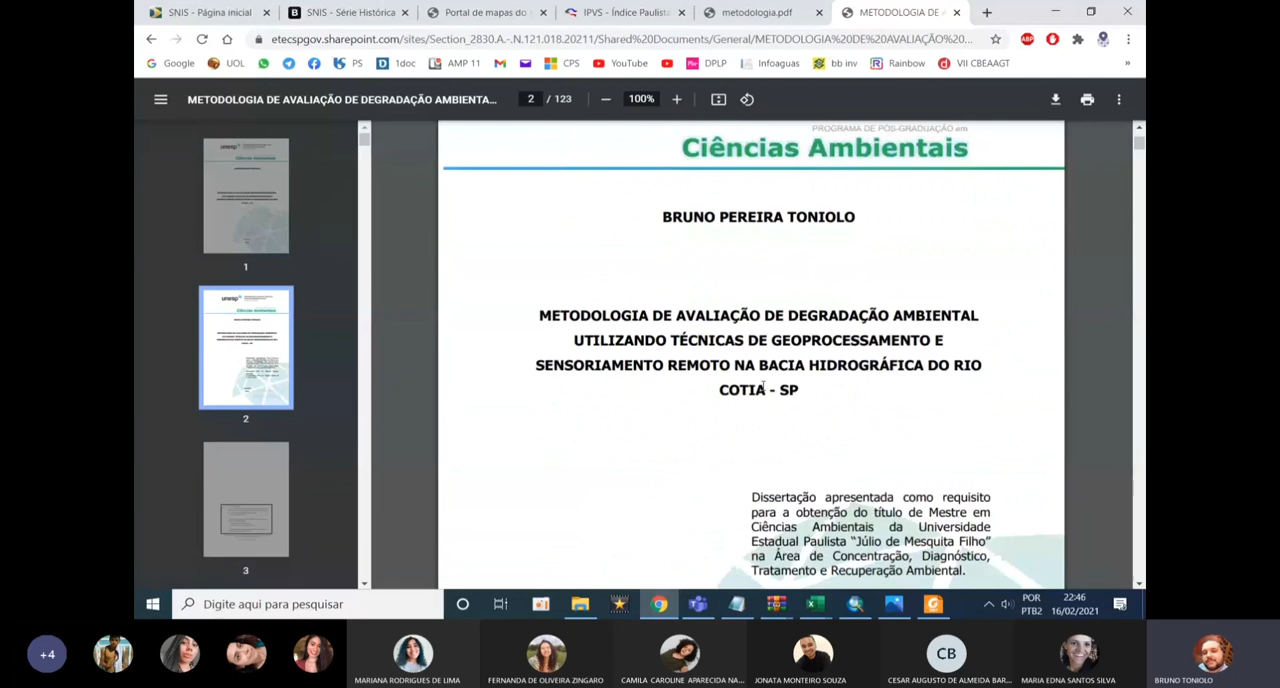 SNIS - Página inicial
SNIS - Série Histórica
Portal de mapas do
IPVS - Índice Paulist
metodologia.pdf
METODOLOGIA DE
etecspgov.sharepoint.com/sites/Section_2830.A.-.N.121.018.20211/Shared%20Documents/General/METODOLOGIA%20DE%20AVALIAÇÃO%20...
Google
UOL
PS
1doc
AMP 11
CPS
YouTube
DPLP
Infoaguas
bb inv
Rainbow
VII CBEAAGT
»
METODOLOGIA DE AVALIAÇÃO DE DEGRADAÇÃO AMBIENTA...
2 / 123
100%
PROGRAMA DE PÓS-GRADUAÇÃO em
Ciências Ambientais
BRUNO PEREIRA TONIOLO
METODOLOGIA DE AVALIAÇÃO DE DEGRADAÇÃO AMBIENTAL
UTILIZANDO TÉCNICAS DE GEOPROCESSAMENTO E
SENSORIAMENTO REMOTO NA BACIA HIDROGRÁFICA DO RIO
COTIA - SP
Dissertação apresentada como requisito
para a obtenção do título de Mestre em
Ciências Ambientais da Universidade
Estadual Paulista "Júlio de Mesquita Filho"
na Área de Concentração, Diagnóstico,
Tratamento e Recuperação Ambiental.
unesp
1
unesp
Ciências Ambientais
2
3
Digite aqui para pesquisar
POR
PTB2
22:46
16/02/2021
+4
MARIANA RODRIGUES DE LIMA
FERNANDA DE OLIVEIRA ZINGARO
CAMILA CAROLINE APARECIDA NA...
JONATA MONTEIRO SOUZA
CB
CESAR AUGUSTO DE ALMEIDA BAR...
MARIA EDNA SANTOS SILVA
BRUNO TONIOLO